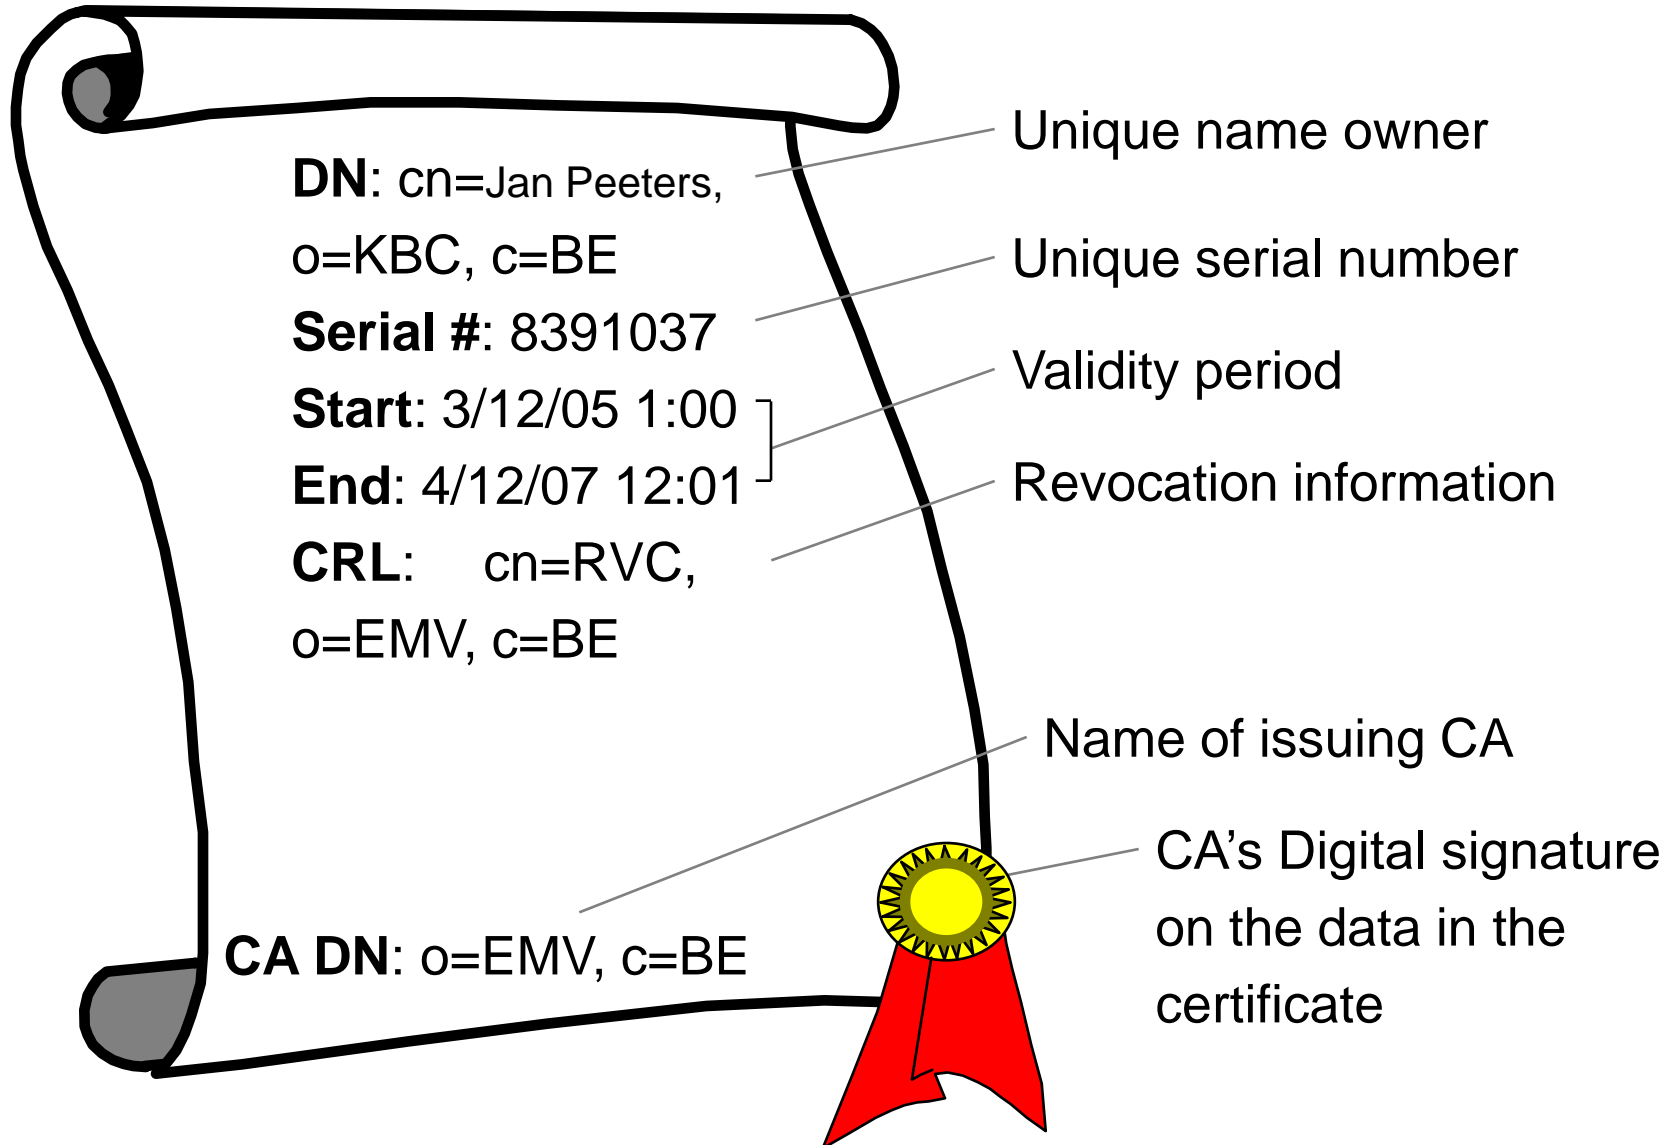 DN: cn=Jan Peeters,
o=KBC, c=BE
Serial #: 8391037
Start: 3/12/05 1:00
End: 4/12/07 12:01
CRL: cn=RVC,
o=EMV, c=BE
CA DN: o=EMV, c=BE
Unique name owner
Unique serial number
Validity period
Revocation information
Name of issuing CA
CA’s Digital signature
on the data in the
certificate